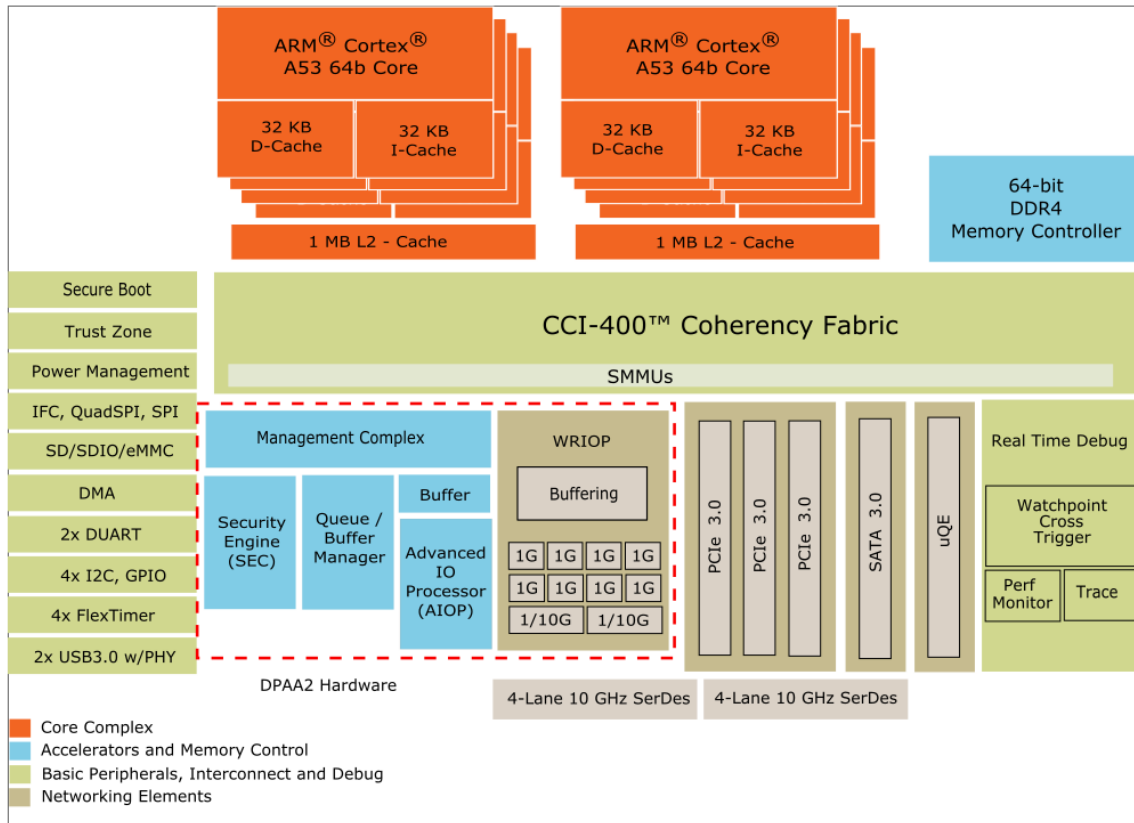 ARM® Cortex®
A53 64b Core
32 KB
D-Cache
32 KB
I-Cache
1 MB L2 - Cache
ARM® Cortex®
A53 64b Core
32 KB
D-Cache
32 KB
I-Cache
1 MB L2 - Cache
64-bit
DDR4
Memory Controller
Secure Boot
Trust Zone
Power Management
IFC, QuadSPI, SPI
SD/SDIO/eMMC
DMA
2x DUART
4x I2C, GPIO
4x FlexTimer
2x USB3.0 w/PHY
CCI-400™ Coherency Fabric
SMMUs
Management Complex
Security
Engine
(SEC)
Queue /
Buffer
Manager
Buffer
Advanced
IO
Processor
(AIOP)
WRIOP
Buffering
1G 1G 1G 1G
1G 1G 1G 1G
1/10G 1/10G
PCIe 3.0
PCIe 3.0
PCIe 3.0
SATA 3.0
uQE
Real Time Debug
Watchpoint
Cross
Trigger
Perf
Monitor
Trace
DPAA2 Hardware
4-Lane 10 GHz SerDes
4-Lane 10 GHz SerDes
Core Complex
Accelerators and Memory Control
Basic Peripherals, Interconnect and Debug
Networking Elements